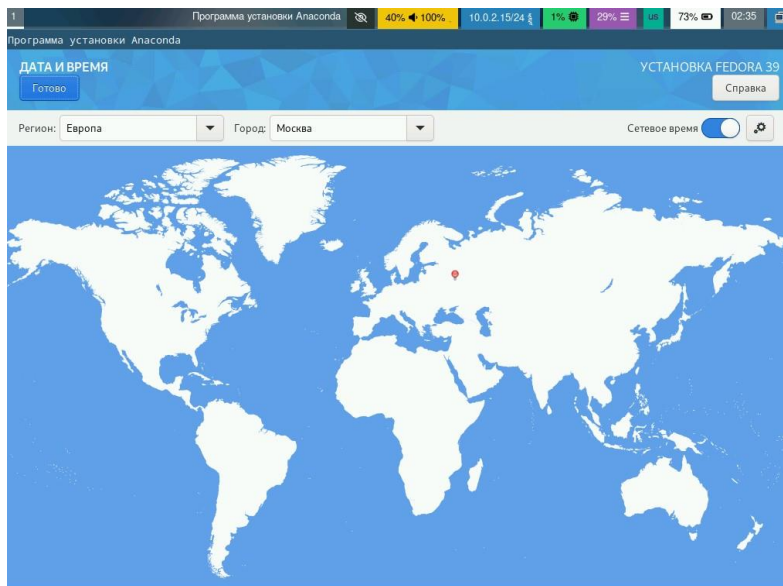 1 Программа установки Anaconda 40% 100% 10.0.2.15/24 1% 29% us 73% 02:35
Программа установки Anaconda
ДАТА И ВРЕМЯ УСТАНОВКА FEDORA 39
Готово Справка
Регион: Европа Город: Москва Сетевое время